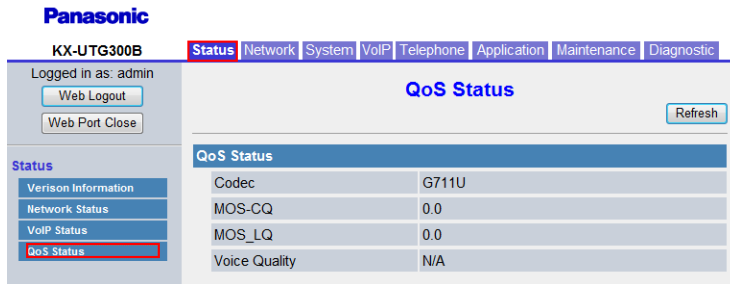 Panasonic
KX-UTG300B
Status Network System VoIP Telephone Application Maintenance Diagnostic
Logged in as: admin
Web Logout
Web Port Close
Status
Verison Information
Network Status
VoIP Status
QoS Status
QoS Status
Refresh
QoS Status
Codec G711U
MOS-CQ 0.0
MOS_LQ 0.0
Voice Quality N/A